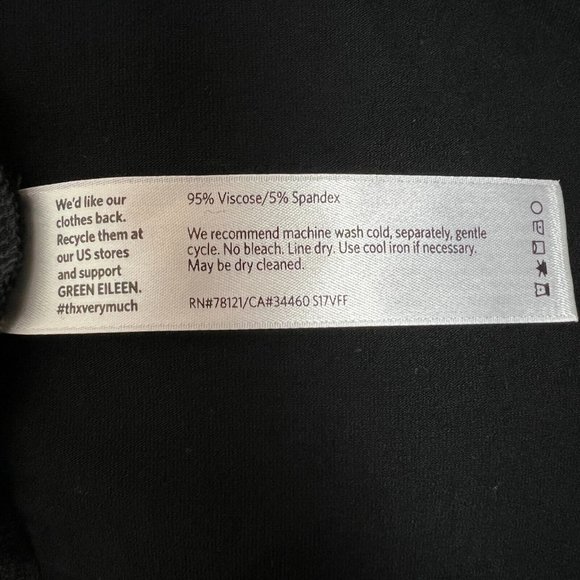 We'd like our
clothes back.
Recycle them at
our US stores
and support
GREEN EILEEN.
#thxverymuch
95% Viscose/5% Spandex
We recommend machine wash cold, separately, gentle
cycle. No bleach. Line dry. Use cool iron if necessary.
May be dry cleaned.
RN#78121/CA#34460 S17VFF